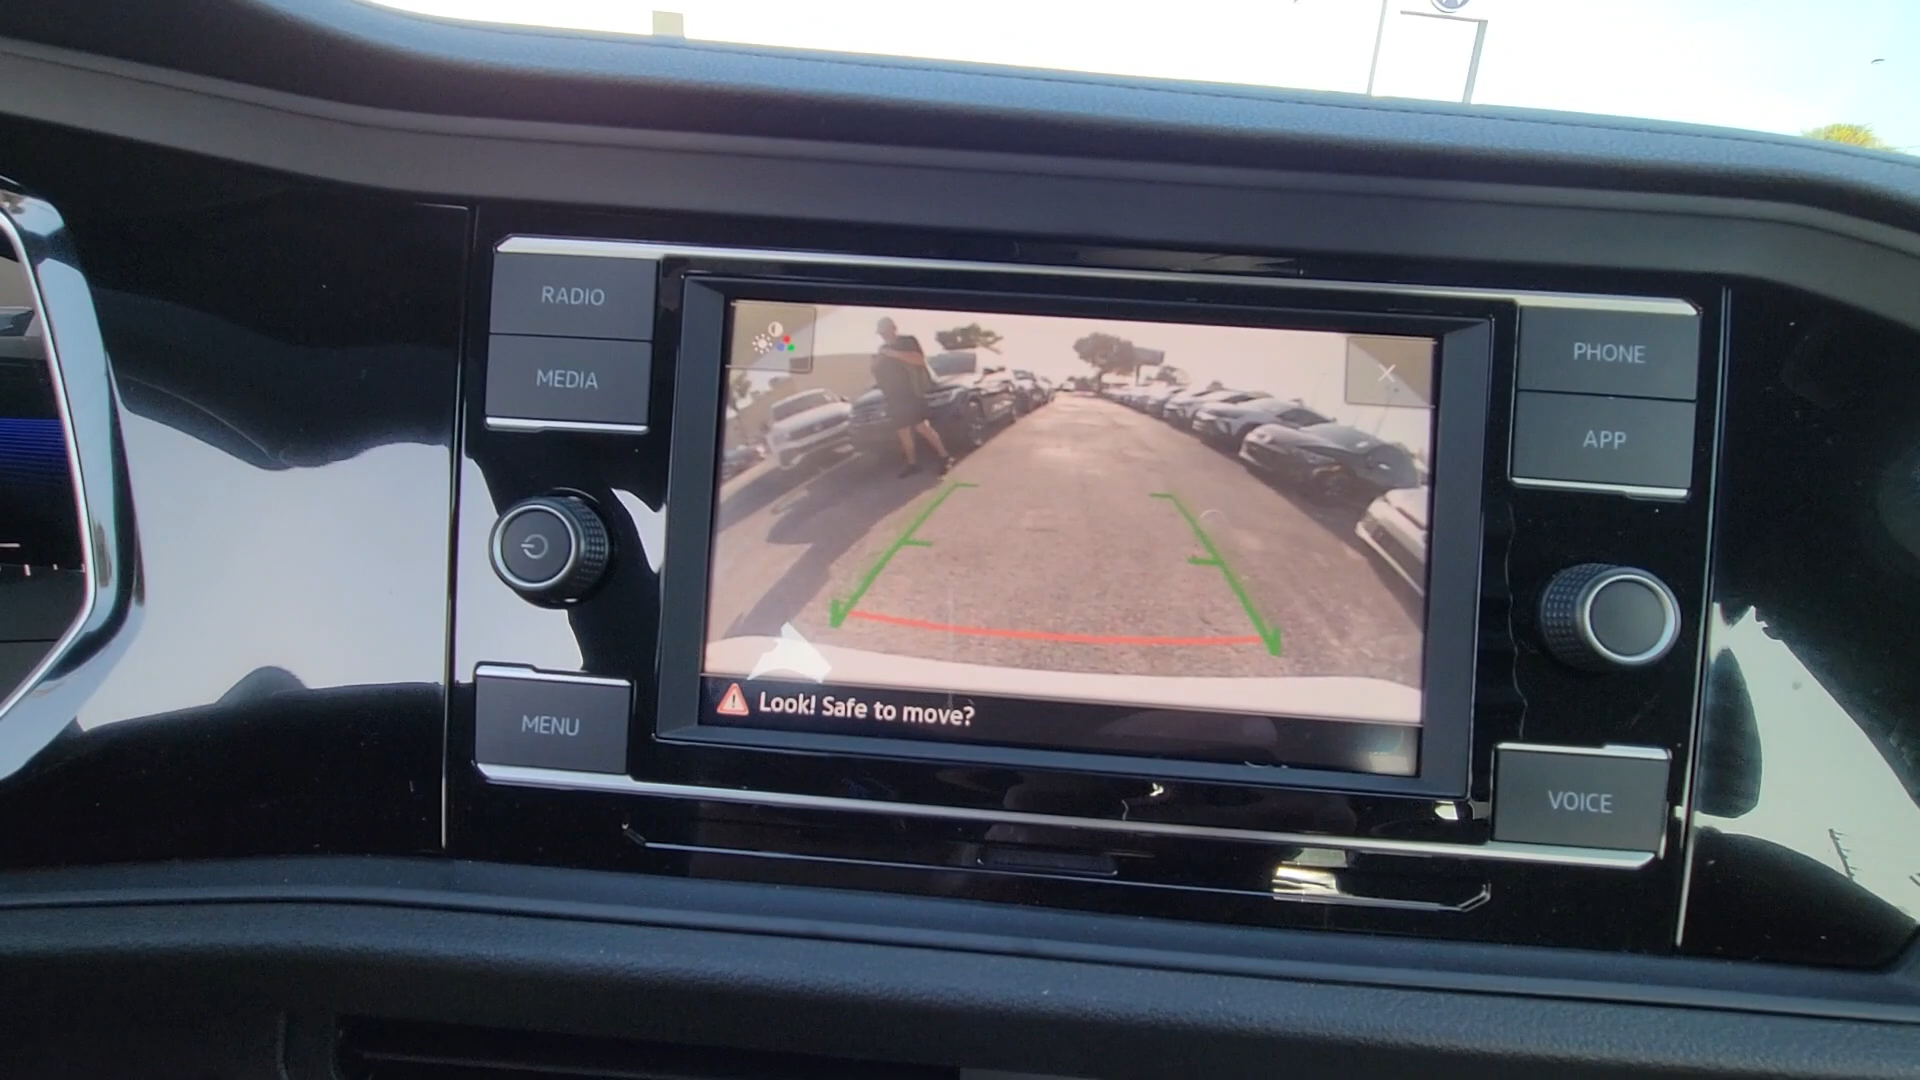 RADIO
MEDIA
MENU
PHONE
APP
VOICE
Look! Safe to move?